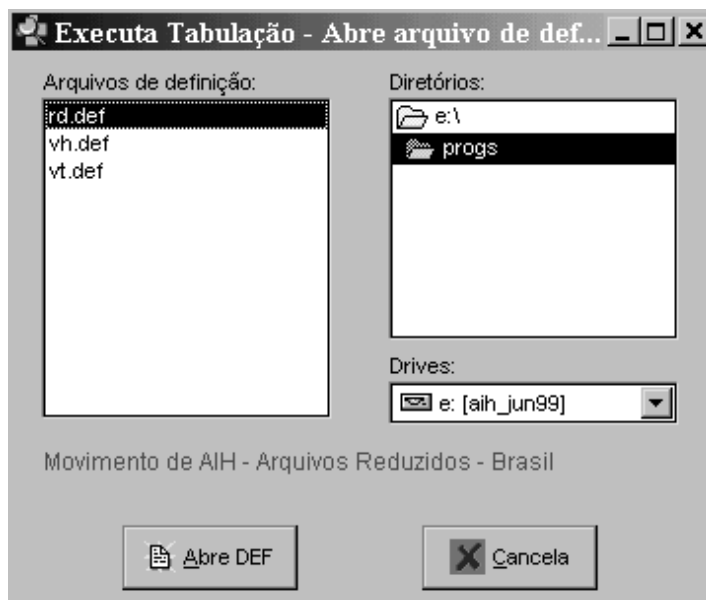 Executa Tabulação - Abre arquivo de def...
Arquivos de definição:
rd.def
vh.def
vt.def
Diretórios:
e:\
progs
Drives:
e: [aih_jun99]
Movimento de AIH - Arquivos Reduzidos - Brasil
Abre DEF
Cancela